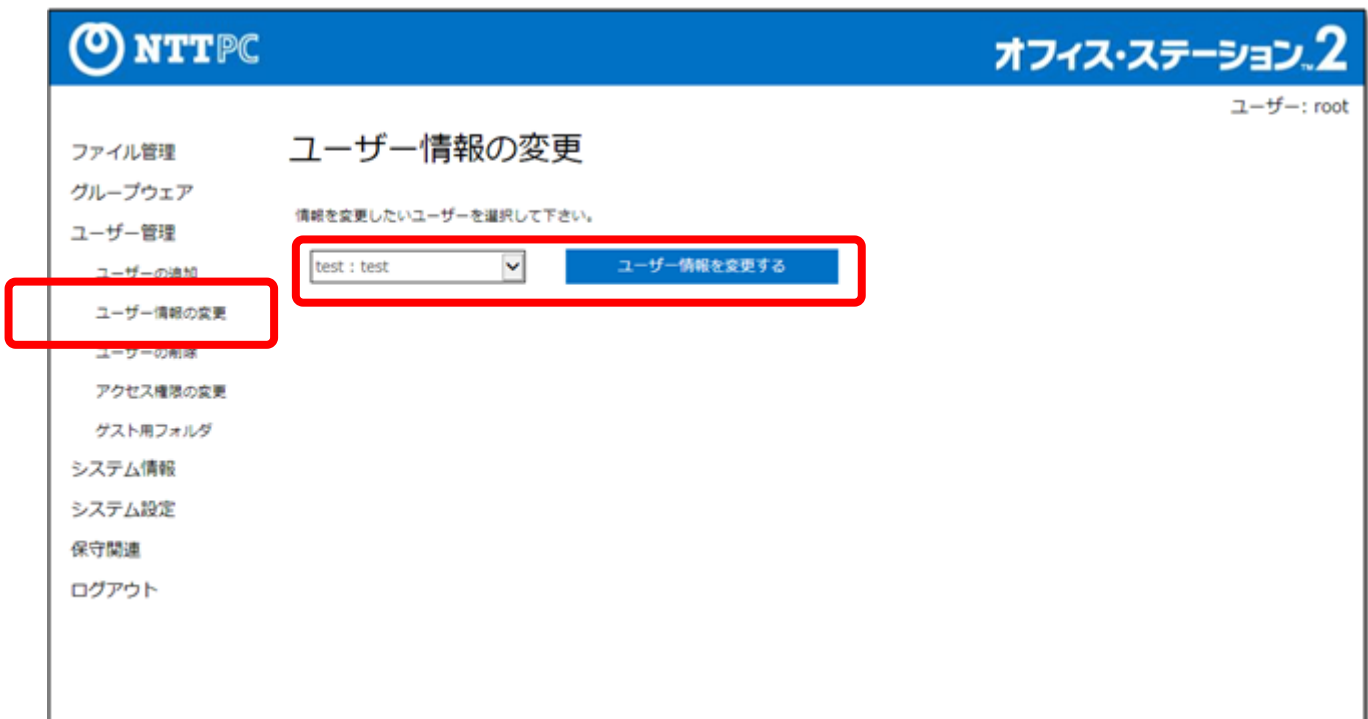 NTTPC
オフィス・ステーション™2
ユーザー: root
ファイル管理
グループウェア
ユーザー管理
ユーザーの追加
ユーザー情報の変更
ユーザーの削除
アクセス権限の変更
ゲスト用フォルダ
システム情報
システム設定
保守関連
ログアウト
ユーザー情報の変更
情報を変更したいユーザーを選択して下さい。
test : test
ユーザー情報を変更する